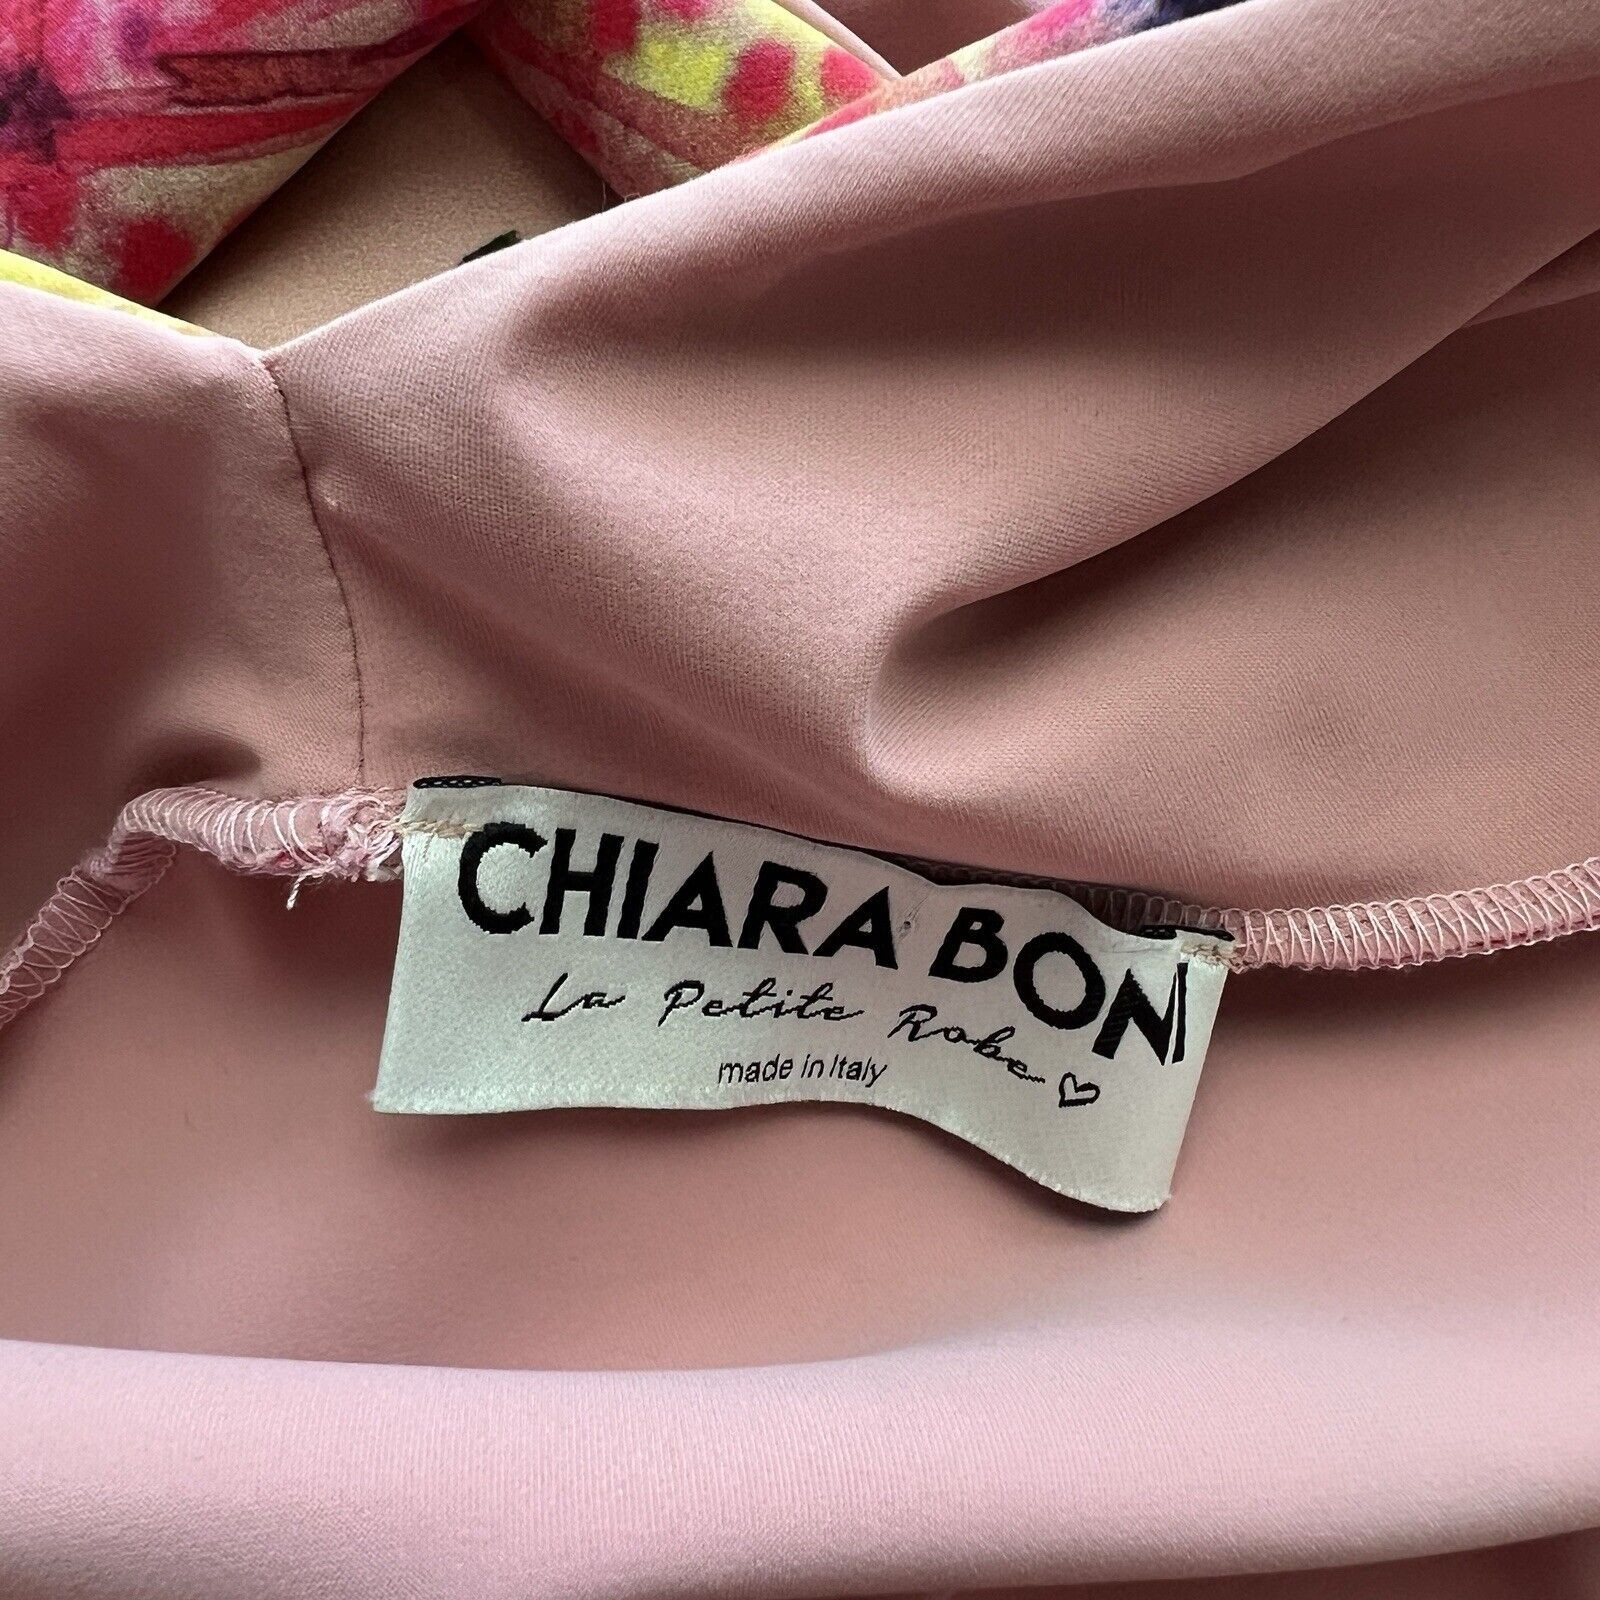 CHIARA BONI
La Petite Robe
made in Italy